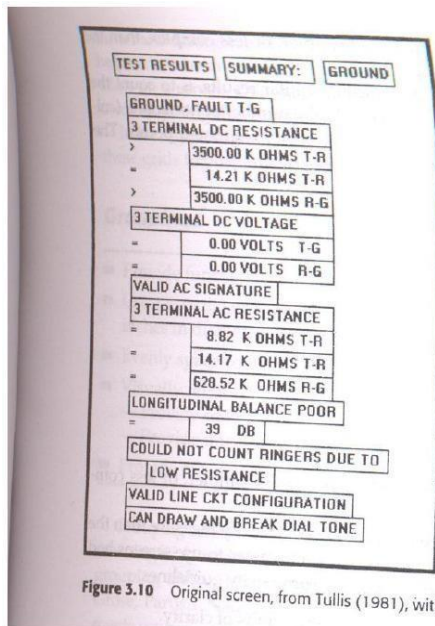 TEST RESULTS SUMMARY: GROUND
GROUND, FAULT T-G
3 TERMINAL DC RESISTANCE
> 3500.00 K OHMS T-R
= 14.21 K OHMS T-R
> 3500.00 K OHMS R-G
3 TERMINAL DC VOLTAGE
= 0.00 VOLTS T-G
= 0.00 VOLTS R-G
VALID AC SIGNATURE
3 TERMINAL AC RESISTANCE
= 8.82 K OHMS T-R
= 14.17 K OHMS T-R
= 628.52 K OHMS R-G
LONGITUDINAL BALANCE POOR
= 39 DB
COULD NOT COUNT RINGERS DUE TO
LOW RESISTANCE
VALID LINE CKT CONFIGURATION
CAN DRAW AND BREAK DIAL TONE
Figure 3.10 Original screen, from Tullis (1981), wit